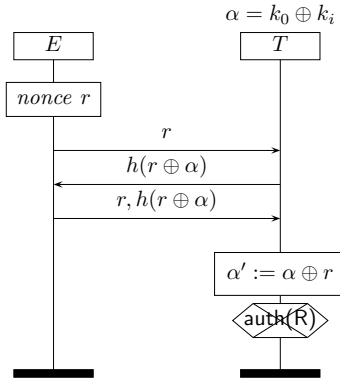 α = k₀ ⊕ kᵢ
E
T
nonce r
r
h(r ⊕ α)
r, h(r ⊕ α)
α′ := α ⊕ r
auth(R)